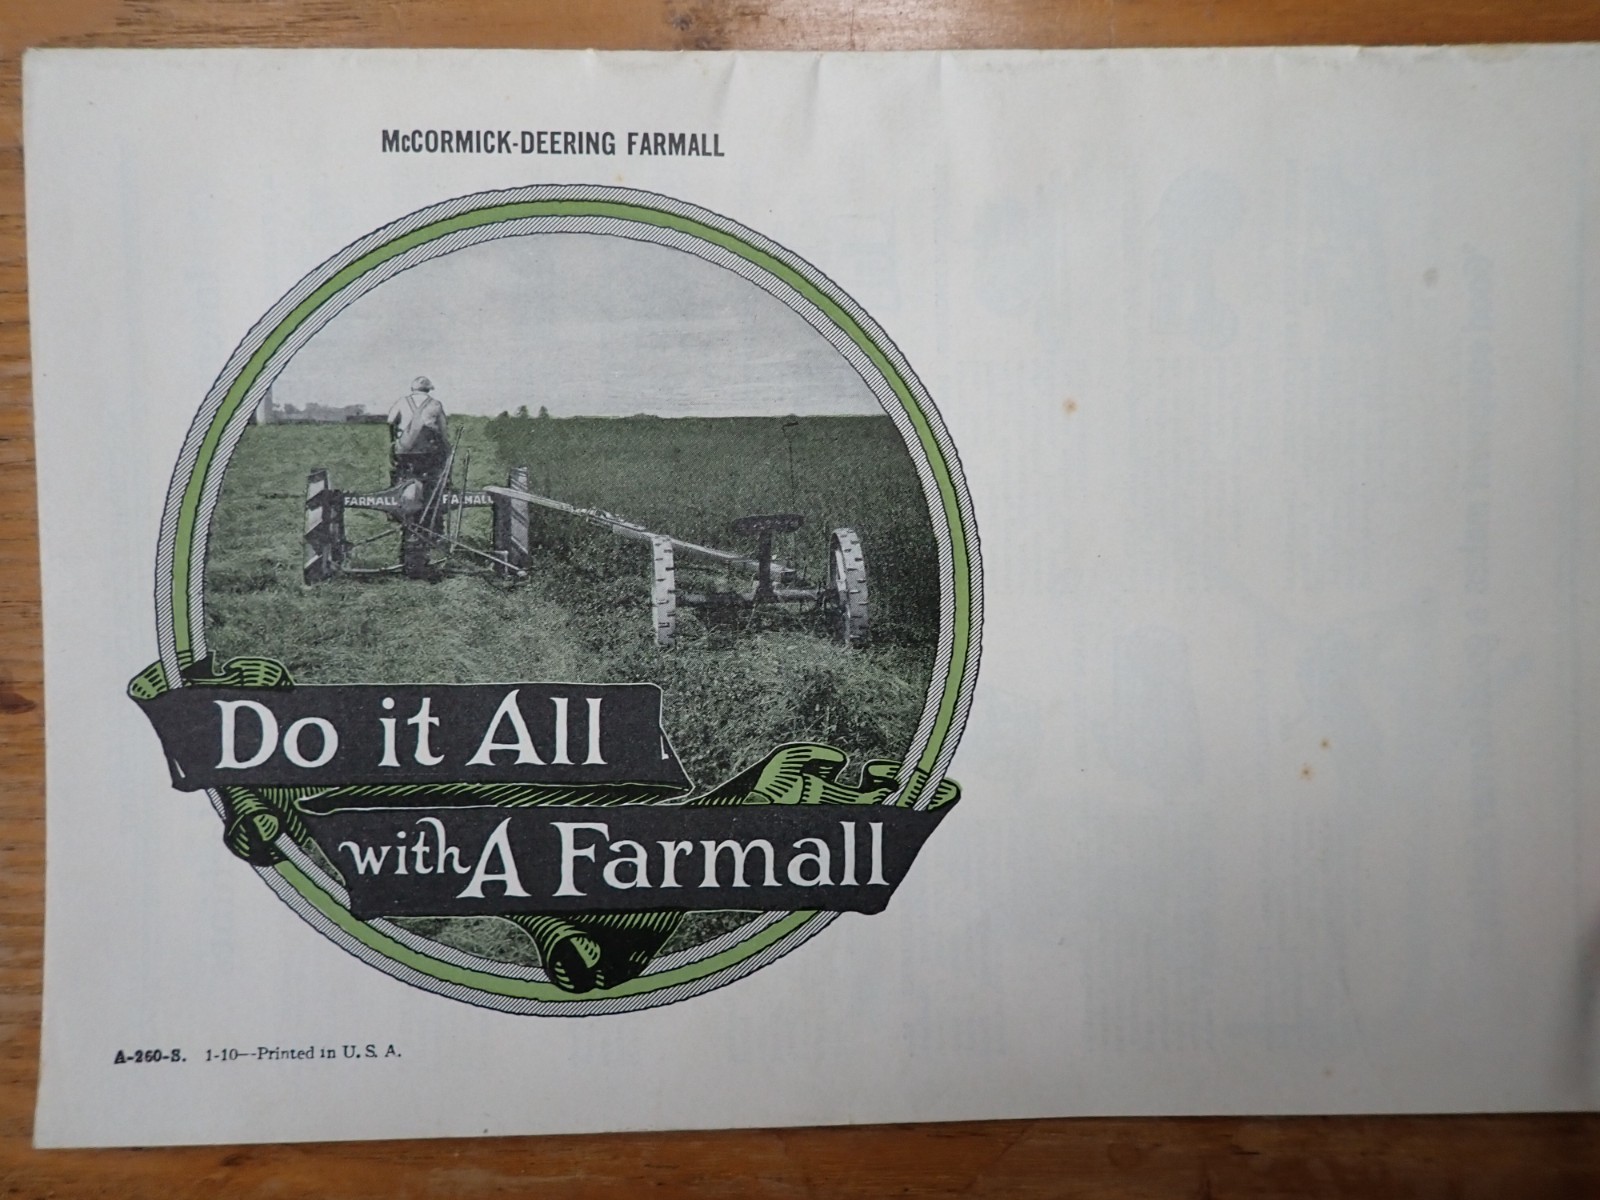 McCORMICK-DEERING FARMALL
FARMALL FARMALL
Do it All
with A Farmall
A-260-S. 1-10--Printed in U. S. A.